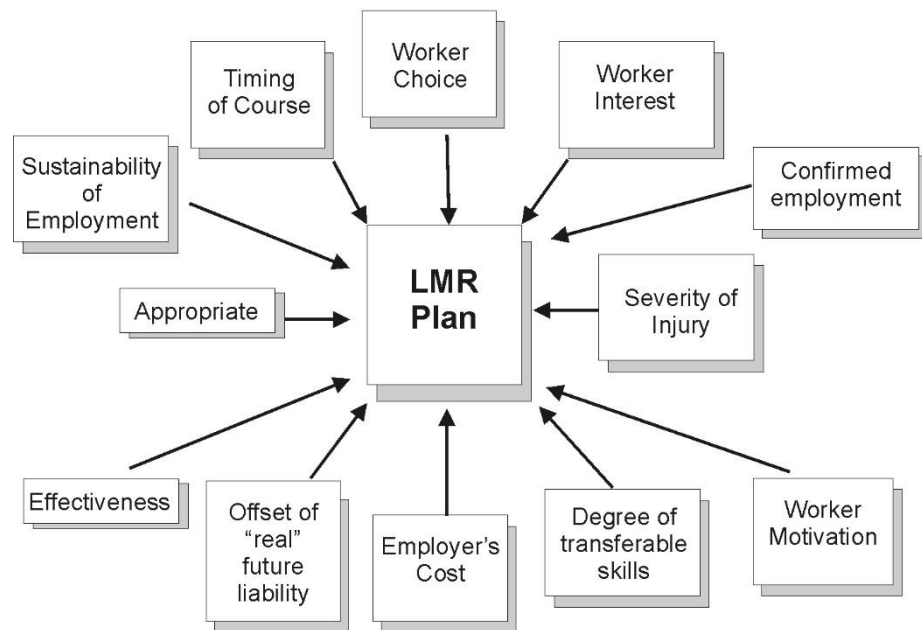 Timing
of Course
Worker
Choice
Worker
Interest
Sustainability
of
Employment
Confirmed
employment
LMR
Plan
Appropriate
Severity of
Injury
Effectiveness
Offset of
“real”
future
liability
Employer’s
Cost
Degree of
transferable
skills
Worker
Motivation